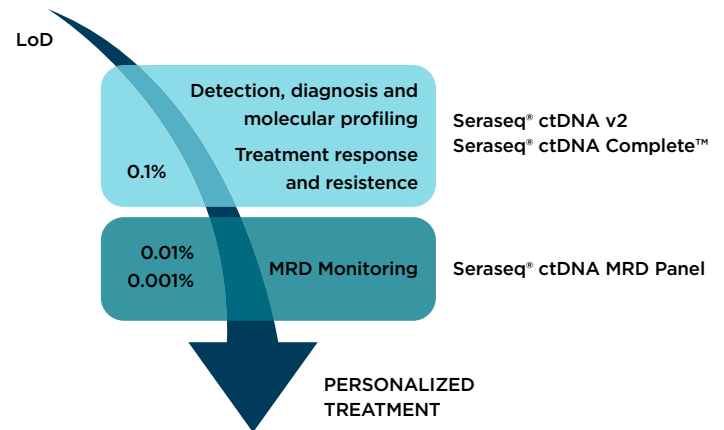 LoD
Detection, diagnosis and
molecular profiling
Treatment response
and resistence
0.1%
Seraseq® ctDNA v2
Seraseq® ctDNA Complete™
0.01%
0.001%
MRD Monitoring
Seraseq® ctDNA MRD Panel
PERSONALIZED
TREATMENT